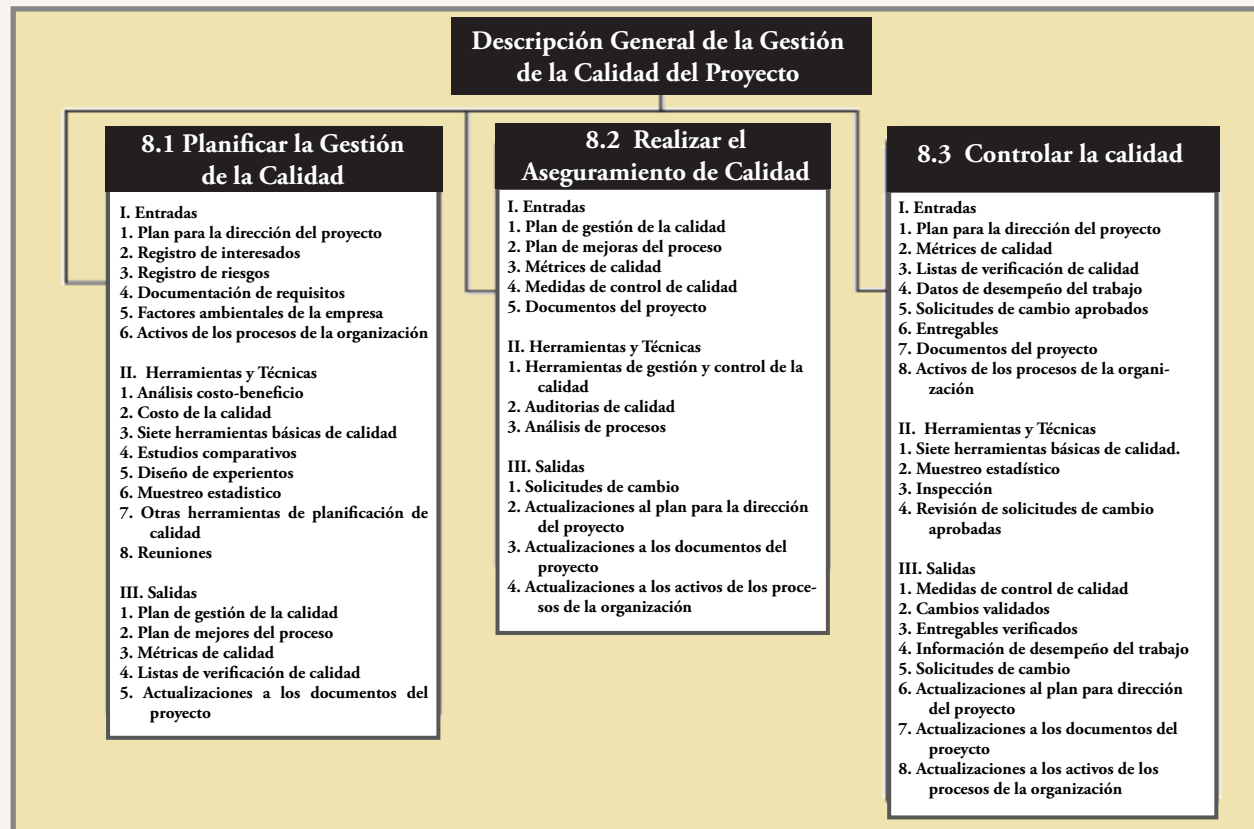 Descripción General de la Gestión
de la Calidad del Proyecto
8.1 Planificar la Gestión
de la Calidad
I. Entradas
1. Plan para la dirección del proyecto
2. Registro de interesados
3. Registro de riesgos
4. Documentación de requisitos
5. Factores ambientales de la empresa
6. Activos de los procesos de la organización
II. Herramientas y Técnicas
1. Análisis costo-beneficio
2. Costo de la calidad
3. Siete herramientas básicas de calidad
4. Estudios comparativos
5. Diseño de experientos
6. Muestreo estadistico
7. Otras herramientas de planificación de
calidad
8. Reuniones
III. Salidas
1. Plan de gestión de la calidad
2. Plan de mejores del proceso
3. Métricas de calidad
4. Listas de verificación de calidad
5. Actualizaciones a los documentos del
proyecto
8.2 Realizar el
Aseguramiento de Calidad
I. Entradas
1. Plan de gestión de la calidad
2. Plan de mejoras del proceso
3. Métrices de calidad
4. Medidas de control de calidad
5. Documentos del proyecto
II. Herramientas y Técnicas
1. Herramientas de gestión y control de la
calidad
2. Auditorias de calidad
3. Análisis de procesos
III. Salidas
1. Solicitudes de cambio
2. Actualizaciones al plan para la dirección
del proyecto
3. Actualizaciones a los documentos del
proyecto
4. Actualizaciones a los activos de los proce-
sos de la organización
8.3 Controlar la calidad
I. Entradas
1. Plan para la dirección del proyecto
2. Métrices de calidad
3. Listas de verificación de calidad
4. Datos de desempeño del trabajo
5. Solicitudes de cambio aprobados
6. Entregables
7. Documentos del proyecto
8. Activos de los procesos de la organi-
zación
II. Herramientas y Técnicas
1. Siete herramientas básicas de calidad.
2. Muestreo estadístico
3. Inspección
4. Revisión de solicitudes de cambio
aprobadas
III. Salidas
1. Medidas de control de calidad
2. Cambios validados
3. Entregables verificados
4. Información de desempeño del trabajo
5. Solicitudes de cambio
6. Actualizaciones al plan para dirección
del proyecto
7. Actualizaciones a los documentos del
proeycto
8. Actualizaciones a los activos de los
procesos de la organización